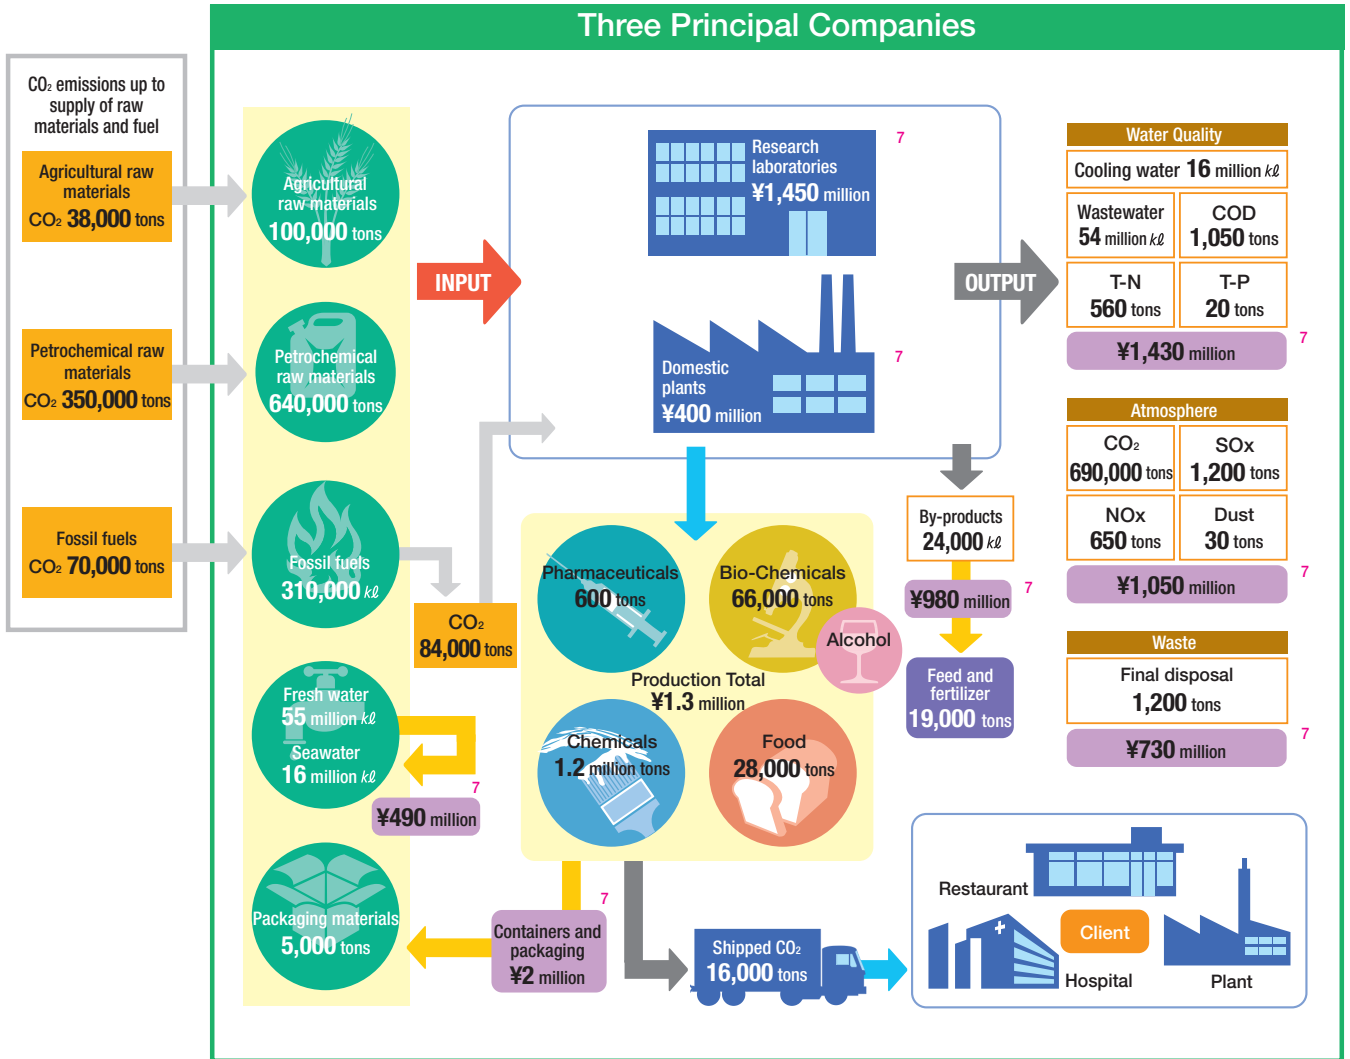 Three Principal Companies
CO₂ emissions up to
supply of raw
materials and fuel
Agricultural raw
materials
CO₂ 38,000 tons
Petrochemical raw
materials
CO₂ 350,000 tons
Fossil fuels
CO₂ 70,000 tons
Agricultural
raw materials
100,000 tons
Petrochemical
raw materials
640,000 tons
Fossil fuels
310,000 kℓ
Fresh water
55 million kℓ
Seawater
16 million kℓ
7
¥490 million
Packaging materials
5,000 tons
INPUT
CO₂
84,000 tons
Research
laboratories
¥1,450 million
7
Domestic
plants
¥400 million
7
Pharmaceuticals
600 tons
Bio-Chemicals
66,000 tons
Alcohol
Production Total
¥1.3 million
Chemicals
1.2 million tons
Food
28,000 tons
7
Containers and
packaging
¥2 million
By-products
24,000 kℓ
¥980 million
7
Feed and
fertilizer
19,000 tons
Shipped CO₂
16,000 tons
Restaurant
Client
Hospital
Plant
OUTPUT
Water Quality
Cooling water 16 million kℓ
Wastewater
54 million kℓ
COD
1,050 tons
T-N
560 tons
T-P
20 tons
¥1,430 million
7
Atmosphere
CO₂
690,000 tons
SOx
1,200 tons
NOx
650 tons
Dust
30 tons
¥1,050 million
7
Waste
Final disposal
1,200 tons
¥730 million
7